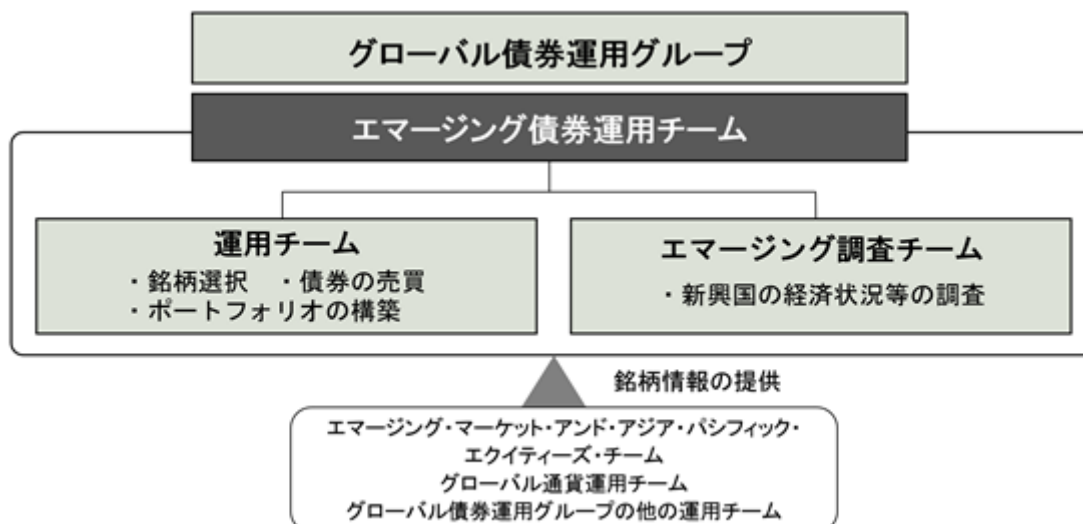 グローバル債券運用グループ
エマージング債券運用チーム
運用チーム
・銘柄選択　・債券の売買
・ポートフォリオの構築
エマージング調査チーム
・新興国の経済状況等の調査
銘柄情報の提供
エマージング・マーケット・アンド・アジア・パシフィック・
エクイティーズ・チーム
グローバル通貨運用チーム
グローバル債券運用グループの他の運用チーム